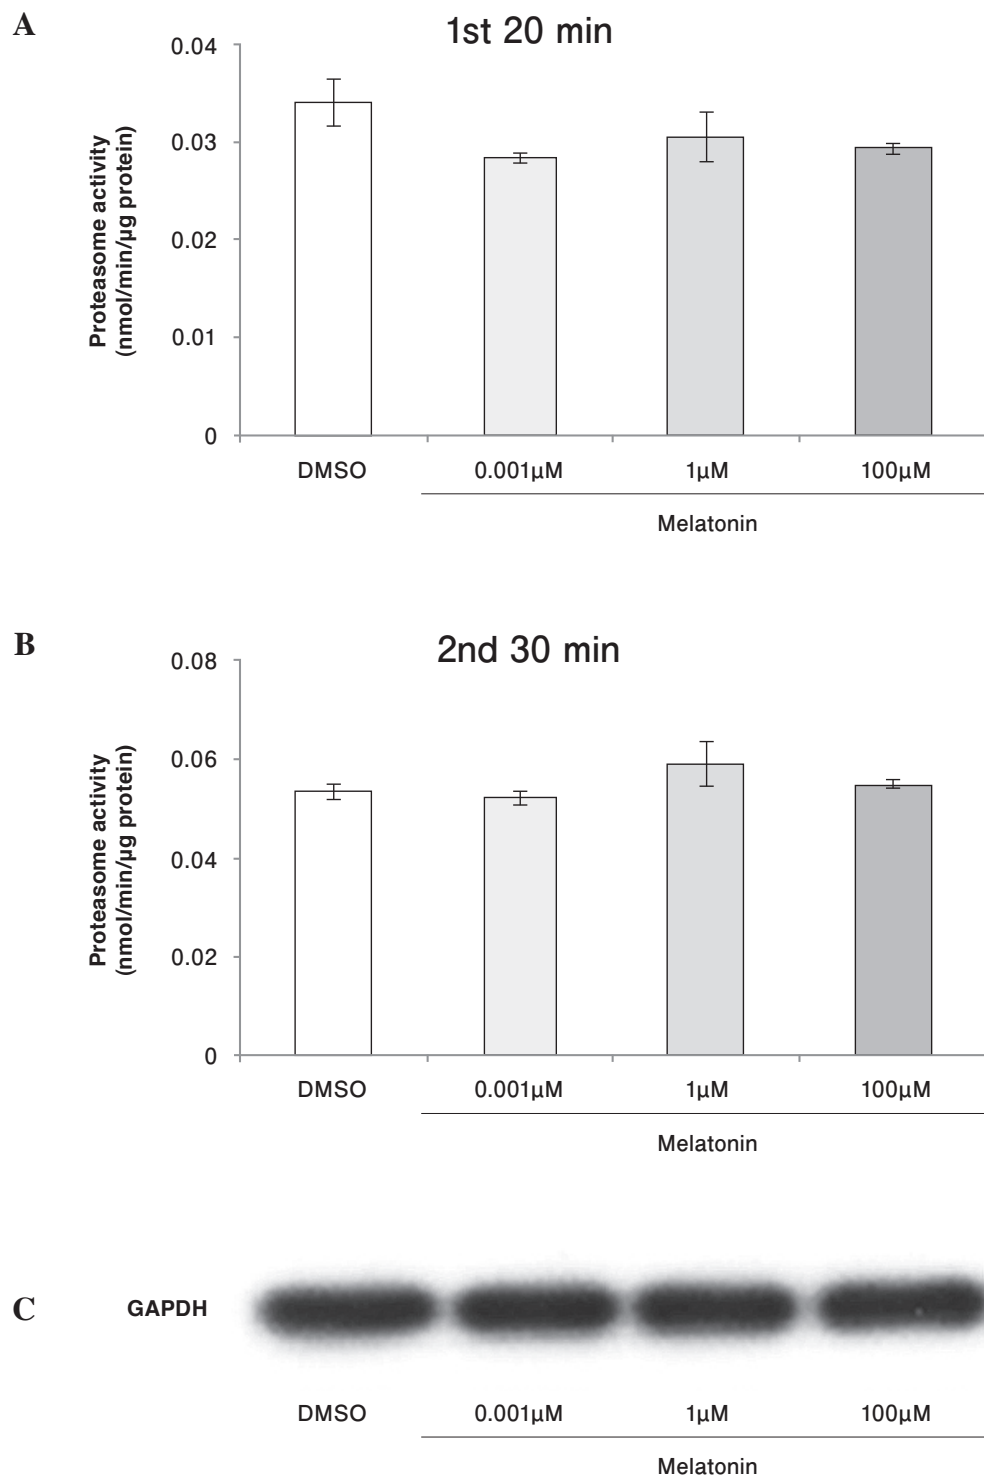 A
1st 20 min
Proteasome activity
(nmol/min/µg protein)
0.04
0.03
0.02
0.01
0
DMSO 0.001µM 1µM 100µM
Melatonin
B
2nd 30 min
Proteasome activity
(nmol/min/µg protein)
0.08
0.06
0.04
0.02
0
DMSO 0.001µM 1µM 100µM
Melatonin
C GAPDH
DMSO 0.001µM 1µM 100µM
Melatonin